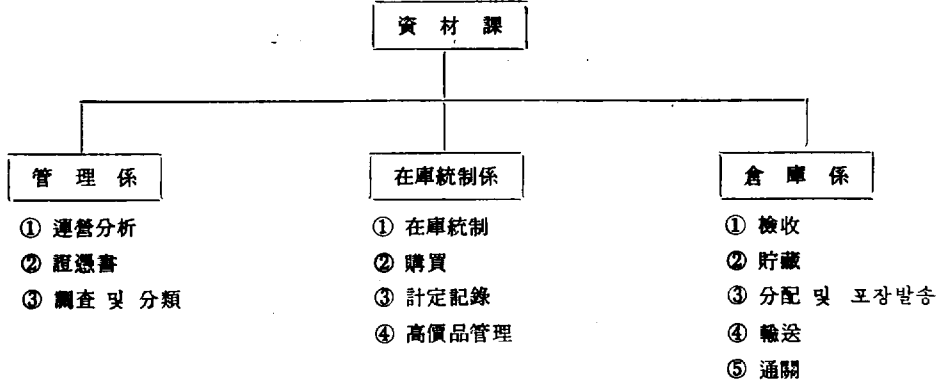 資材課
管理係
① 運營分析
② 證憑書
③ 調査 및 分類
在庫統制係
① 在庫統制
② 購買
③ 計定記錄
④ 高價品管理
倉庫係
① 檢收
② 貯藏
③ 分配 및 포장발송
④ 輸送
⑤ 通關